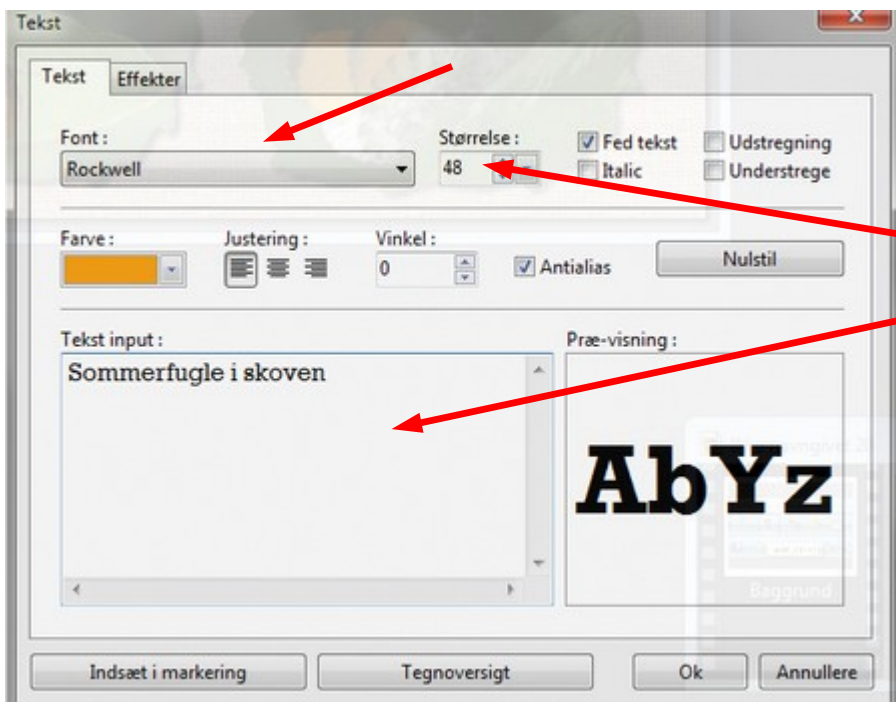 Tekst
Tekst Effekter
Font : Størrelse : Fed tekst Udstregning
Rockwell 48 Italic Understrege
Farve : Justering : Vinkel :
0 Antialias Nulstil
Tekst input : Præ-visning :
Sommerfugle i skoven
AbYz
Baggrund
Indsæt i markering Tegnoversigt Ok Annullere